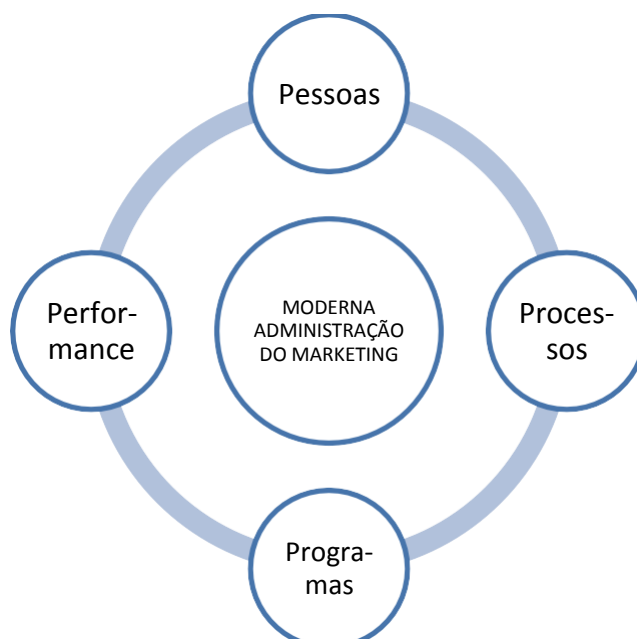 Pessoas
Perfor-
mance
MODERNA
ADMINISTRAÇÃO
DO MARKETING
Proces-
sos
Progra-
mas